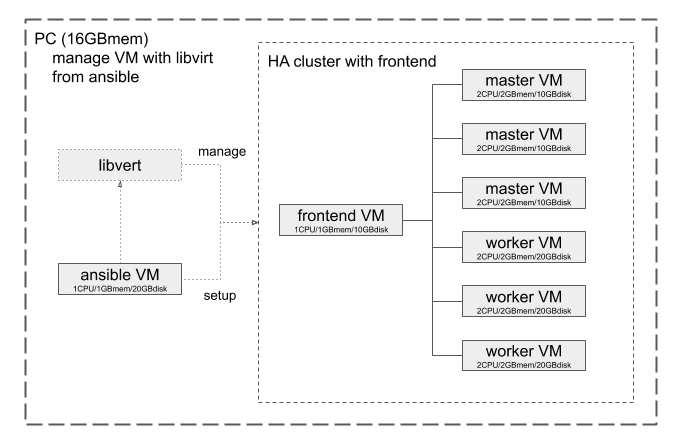 PC (16GBmem)
manage VM with libvirt
from ansible
HA cluster with frontend
master VM
2CPU/2GBmem/10GBdisk
master VM
2CPU/2GBmem/10GBdisk
libvert
manage
master VM
2CPU/2GBmem/10GBdisk
frontend VM
1CPU/1GBmem/10GBdisk
worker VM
2CPU/2GBmem/20GBdisk
ansible VM
1CPU/1GBmem/20GBdisk
setup
worker VM
2CPU/2GBmem/20GBdisk
worker VM
2CPU/2GBmem/20GBdisk